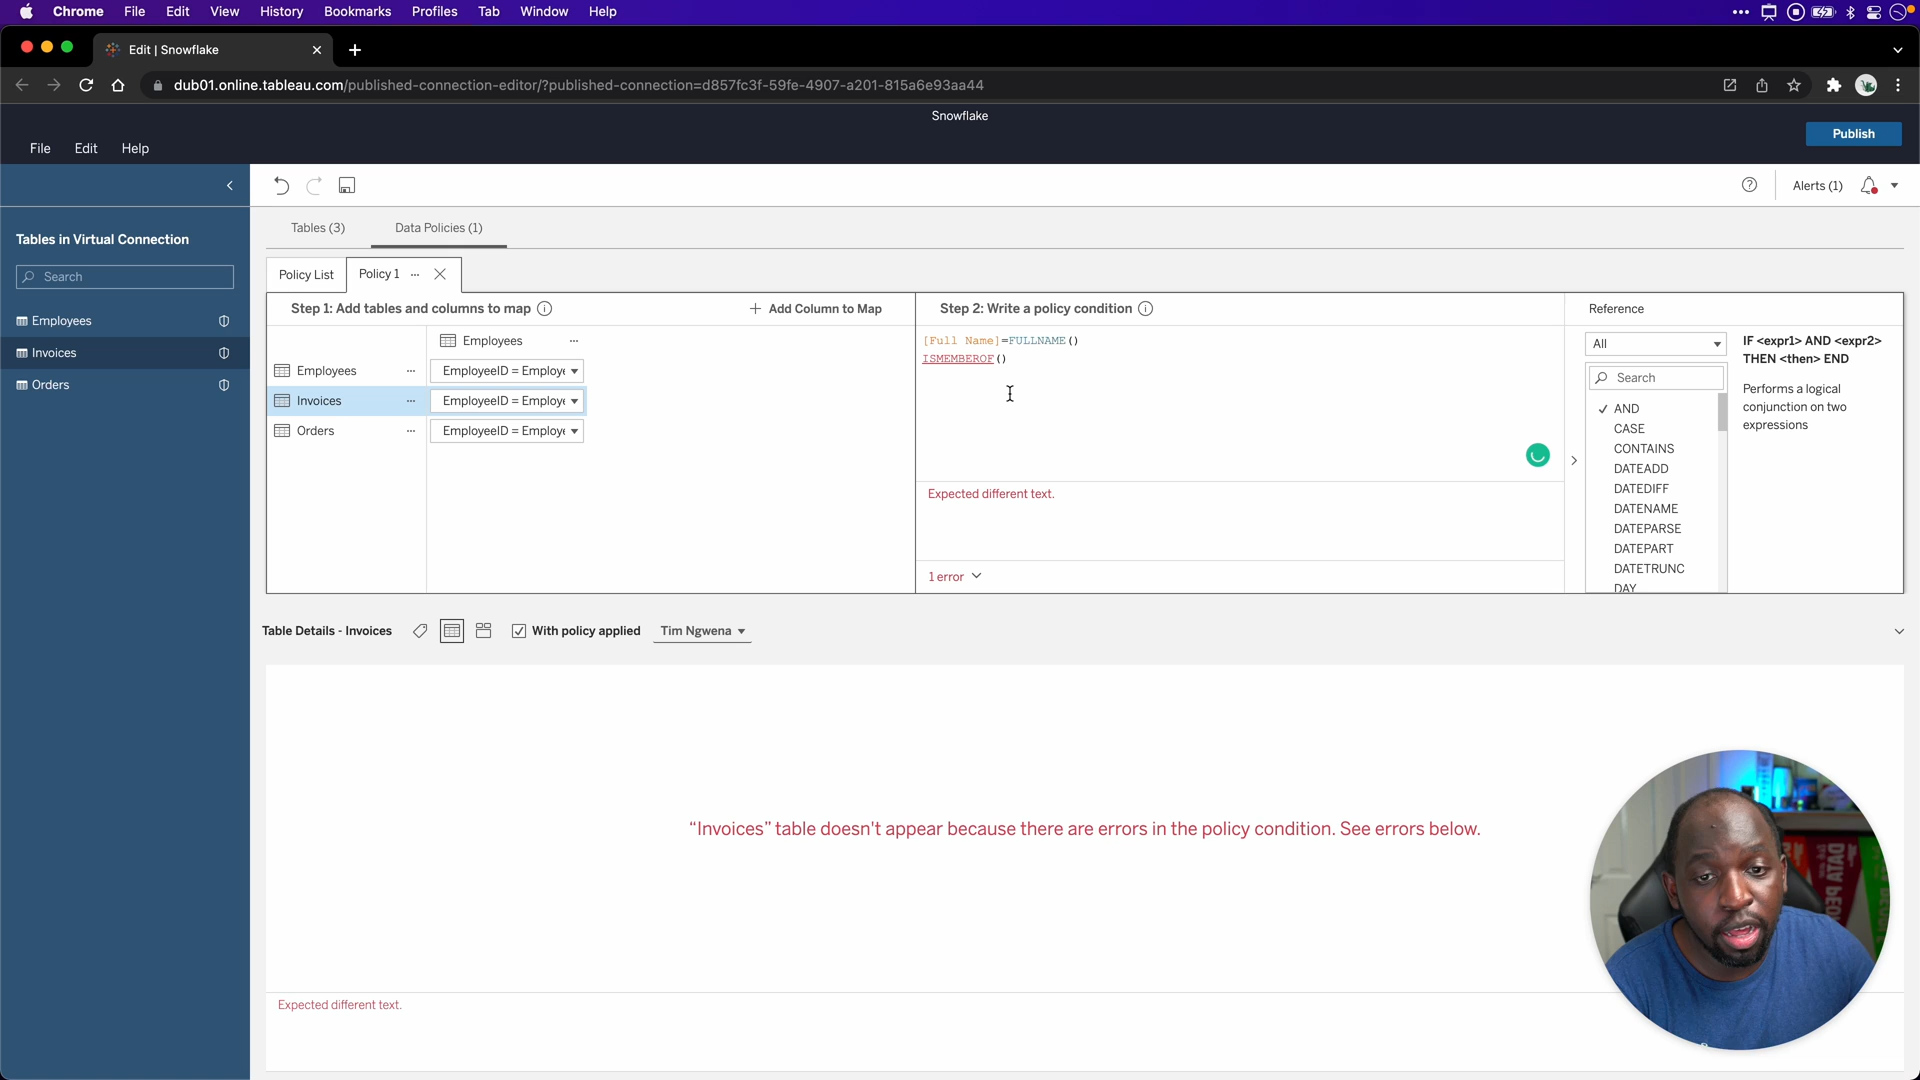 Chrome File Edit View History Bookmarks Profiles Tab Window Help
Edit | Snowflake
dub01.online.tableau.com/published-connection-editor/?published-connection=d857fc3f-59fe-4907-a201-815a6e93aa44
Snowflake
Publish
File Edit Help
Alerts (1)
Tables in Virtual Connection
Search
Employees
Invoices
Orders
Tables (3) Data Policies (1)
Policy List Policy 1
Step 1: Add tables and columns to map
+ Add Column to Map
Employees
Employees EmployeeID = Employe
Invoices EmployeeID = Employe
Orders EmployeeID = Employe
Step 2: Write a policy condition
[Full Name]=FULLNAME()
ISMEMBEROF()
Expected different text.
1 error
Reference
All
Search
AND
CASE
CONTAINS
DATEADD
DATEDIFF
DATENAME
DATEPARSE
DATEPART
DATETRUNC
DAY
IF <expr1> AND <expr2>
THEN <then> END
Performs a logical
conjunction on two
expressions
Table Details - Invoices With policy applied Tim Ngwena
“Invoices” table doesn't appear because there are errors in the policy condition. See errors below.
DATA PEO
Expected different text.